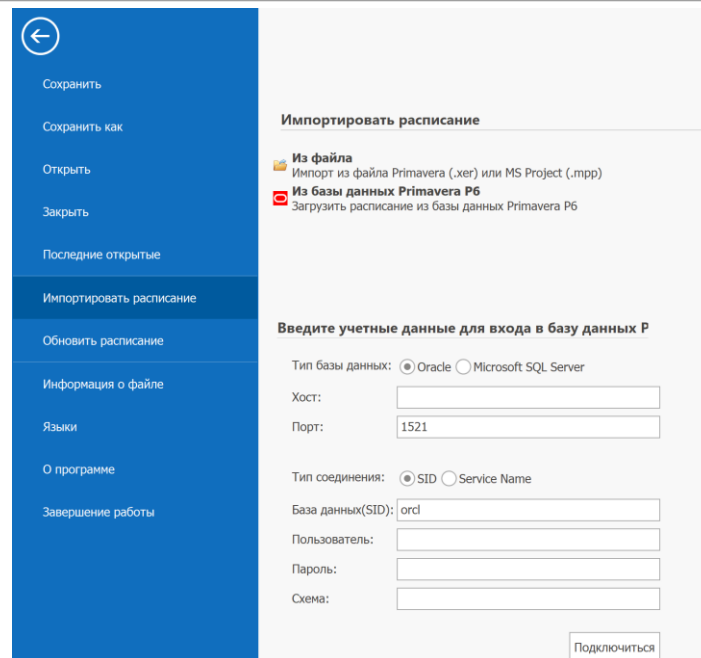 Сохранить
Сохранить как
Открыть
Закрыть
Последние открытые
Импортировать расписание
Обновить расписание
Информация о файле
Языки
О программе
Завершение работы
Импортировать расписание
Из файла
Импорт из файла Primavera (.xer) или MS Project (.mpp)
Из базы данных Primavera P6
Загрузить расписание из базы данных Primavera P6
Введите учетные данные для входа в базу данных P
Тип базы данных: Oracle Microsoft SQL Server
Хост:
Порт: 1521
Тип соединения: SID Service Name
База данных(SID): orcl
Пользователь:
Пароль:
Схема:
Подключиться